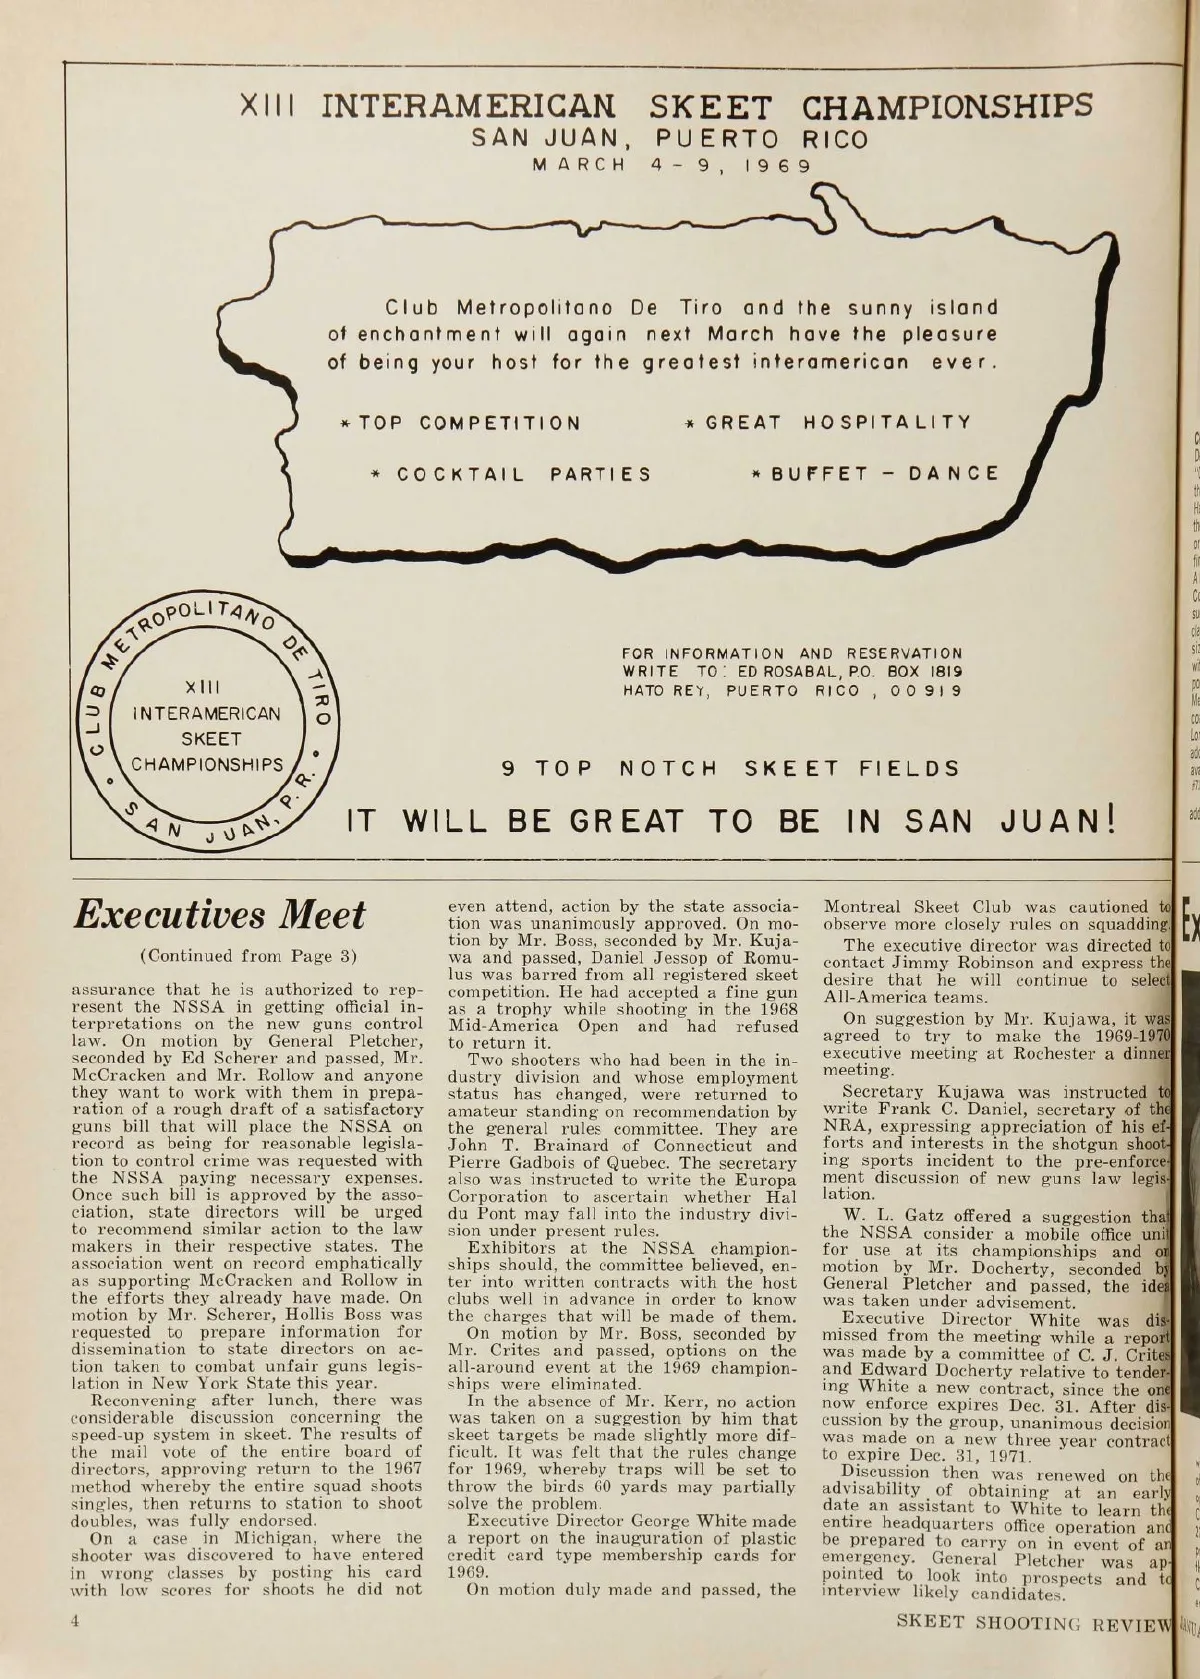 XIII INTERAMERICAN SKEET CHAMPIONSHIPS
SAN JUAN, PUERTO RICO
MARCH 4-9, 1969
Club Metropolitano De Tiro and the sunny island
of enchantment will again next March have the pleasure
of being your host for the greatest interamerican ever.
* TOP COMPETITION * GREAT HOSPITALITY
* COCKTAIL PARTIES * BUFFET - DANCE
CLUB METROPOLITANO DE TIRO
• SAN JUAN, P.R. •
XIII
INTERAMERICAN
SKEET
CHAMPIONSHIPS
FOR INFORMATION AND RESERVATION
WRITE TO: ED ROSABAL, P.O. BOX 1819
HATO REY, PUERTO RICO , 00919
9 TOP NOTCH SKEET FIELDS
IT WILL BE GREAT TO BE IN SAN JUAN!
Executives Meet
(Continued from Page 3)
assurance that he is authorized to rep-
resent the NSSA in getting official in-
terpretations on the new guns control
law. On motion by General Pletcher,
seconded by Ed Scherer and passed, Mr.
McCracken and Mr. Rollow and anyone
they want to work with them in prepa-
ration of a rough draft of a satisfactory
guns bill that will place the NSSA on
record as being for reasonable legisla-
tion to control crime was requested with
the NSSA paying necessary expenses.
Once such bill is approved by the asso-
ciation, state directors will be urged
to recommend similar action to the law
makers in their respective states. The
association went on record emphatically
as supporting McCracken and Rollow in
the efforts they already have made. On
motion by Mr. Scherer, Hollis Boss was
requested to prepare information for
dissemination to state directors on ac-
tion taken to combat unfair guns legis-
lation in New York State this year.
Reconvening after lunch, there was
considerable discussion concerning the
speed-up system in skeet. The results of
the mail vote of the entire board of
directors, approving return to the 1967
method whereby the entire squad shoots
singles, then returns to station to shoot
doubles, was fully endorsed.
On a case in Michigan, where the
shooter was discovered to have entered
in wrong classes by posting his card
with low scores for shoots he did not
even attend, action by the state associa-
tion was unanimously approved. On mo-
tion by Mr. Boss, seconded by Mr. Kuja-
wa and passed, Daniel Jessop of Romu-
lus was barred from all registered skeet
competition. He had accepted a fine gun
as a trophy while shooting in the 1968
Mid-America Open and had refused
to return it.
Two shooters who had been in the in-
dustry division and whose employment
status has changed, were returned to
amateur standing on recommendation by
the general rules committee. They are
John T. Brainard of Connecticut and
Pierre Gadbois of Quebec. The secretary
also was instructed to write the Europa
Corporation to ascertain whether Hal
du Pont may fall into the industry divi-
sion under present rules.
Exhibitors at the NSSA champion-
ships should, the committee believed, en-
ter into written contracts with the host
clubs well in advance in order to know
the charges that will be made of them.
On motion by Mr. Boss, seconded by
Mr. Crites and passed, options on the
all-around event at the 1969 champion-
ships were eliminated.
In the absence of Mr. Kerr, no action
was taken on a suggestion by him that
skeet targets be made slightly more dif-
ficult. It was felt that the rules change
for 1969, whereby traps will be set to
throw the birds 60 yards may partially
solve the problem.
Executive Director George White made
a report on the inauguration of plastic
credit card type membership cards for
1969.
On motion duly made and passed, the
Montreal Skeet Club was cautioned to
observe more closely rules on squadding.
The executive director was directed to
contact Jimmy Robinson and express the
desire that he will continue to select
All-America teams.
On suggestion by Mr. Kujawa, it was
agreed to try to make the 1969-1970
executive meeting at Rochester a dinner
meeting.
Secretary Kujawa was instructed to
write Frank C. Daniel, secretary of the
NRA, expressing appreciation of his ef-
forts and interests in the shotgun shoot-
ing sports incident to the pre-enforce-
ment discussion of new guns law legis-
lation.
W. L. Gatz offered a suggestion that
the NSSA consider a mobile office unit
for use at its championships and on
motion by Mr. Docherty, seconded by
General Pletcher and passed, the idea
was taken under advisement.
Executive Director White was dis-
missed from the meeting while a report
was made by a committee of C. J. Crites
and Edward Docherty relative to tender-
ing White a new contract, since the one
now enforce expires Dec. 31. After dis-
cussion by the group, unanimous decision
was made on a new three year contract
to expire Dec. 31, 1971.
Discussion then was renewed on the
advisability of obtaining at an early
date an assistant to White to learn the
entire headquarters office operation and
be prepared to carry on in event of an
emergency. General Pletcher was ap-
pointed to look into prospects and to
interview likely candidates.
4 SKEET SHOOTING REVIEW